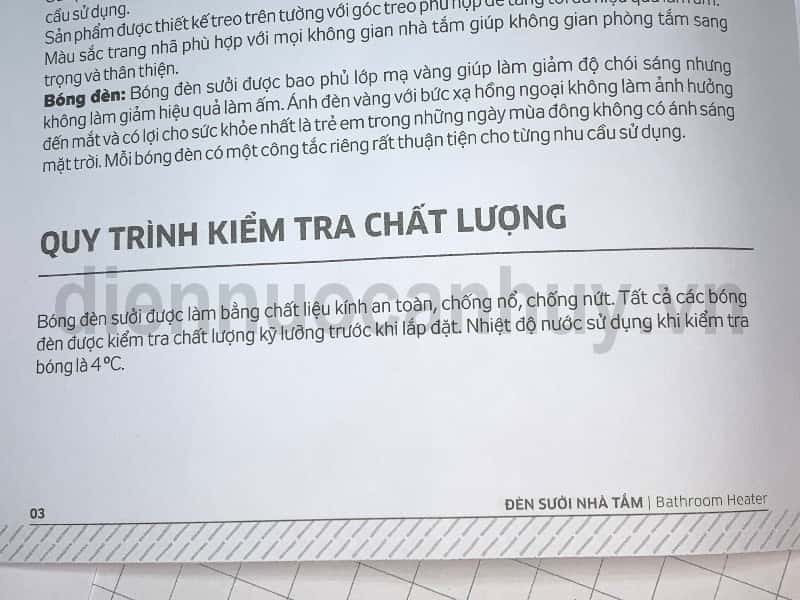 cầu sử dụng.
Sản phẩm được thiết kế treo trên tường với góc treo phù hợp để tăng tối đa hiệu quả làm ấm.
Màu sắc trang nhã phù hợp với mọi không gian nhà tắm giúp không gian phòng tắm sang
trọng và thân thiện.
Bóng đèn: Bóng đèn sưởi được bao phủ lớp mạ vàng giúp làm giảm độ chói sáng nhưng
không làm giảm hiệu quả làm ấm. Ánh đèn vàng với bức xạ hồng ngoại không làm ảnh hưởng
đến mắt và có lợi cho sức khỏe nhất là trẻ em trong những ngày mùa đông không có ánh sáng
mặt trời. Mỗi bóng đèn có một công tắc riêng rất thuận tiện cho từng nhu cầu sử dụng.
QUY TRÌNH KIỂM TRA CHẤT LƯỢNG
diennuocanhuy.vn
Bóng đèn sưởi được làm bằng chất liệu kính an toàn, chống nổ, chống nứt. Tất cả các bóng
đèn được kiểm tra chất lượng kỹ lưỡng trước khi lắp đặt. Nhiệt độ nước sử dụng khi kiểm tra
bóng là 4°C.
03
ĐÈN SƯỞI NHÀ TẮM | Bathroom Heater